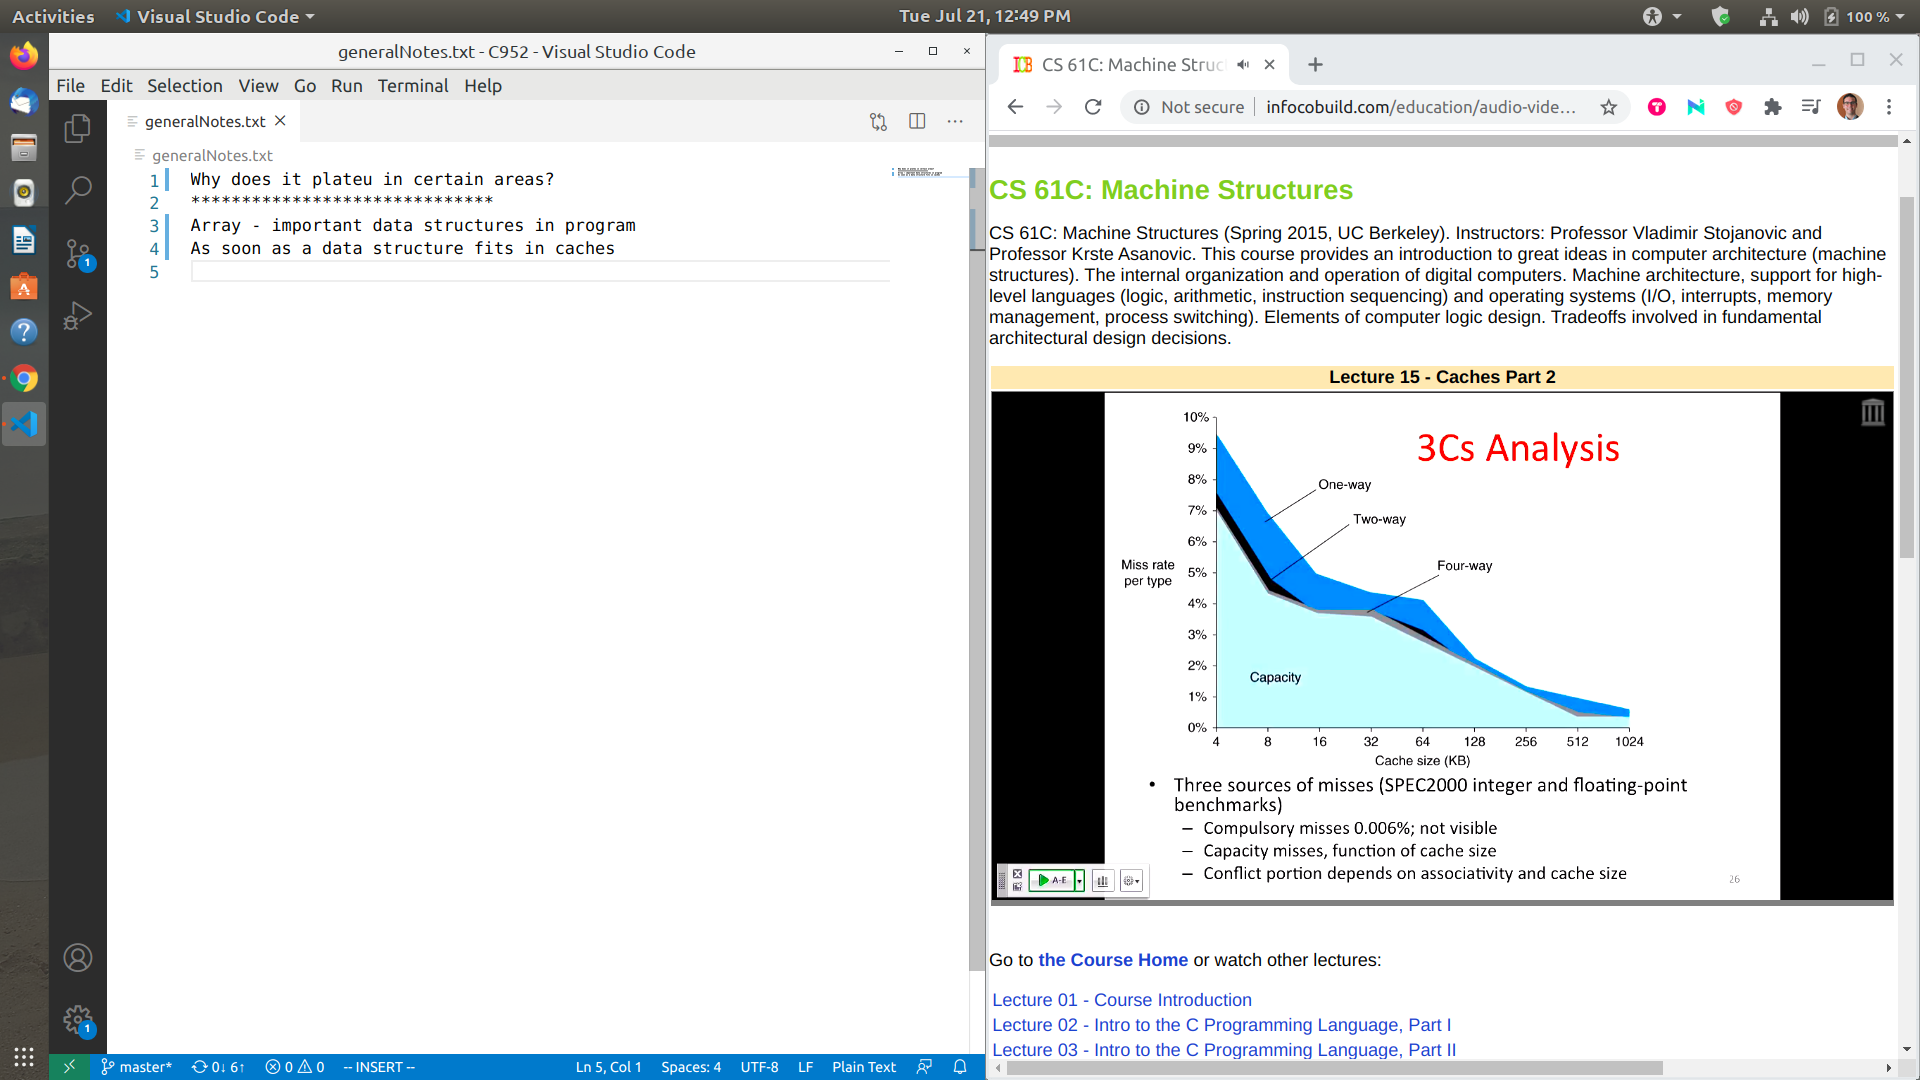 Activities
Visual Studio Code
Tue Jul 21, 12:49 PM
100 %
generalNotes.txt - C952 - Visual Studio Code
File Edit Selection View Go Run Terminal Help
generalNotes.txt
generalNotes.txt
1 Why does it plateu in certain areas?
2 ******************************
3 Array - important data structures in program
4 As soon as a data structure fits in caches
5
1
1
master* 0↓ 6↑ 0 0 -- INSERT --
Ln 5, Col 1 Spaces: 4 UTF-8 LF Plain Text
CS 61C: Machine Struc
Not secure infocobuild.com/education/audio-vide...
CS 61C: Machine Structures
CS 61C: Machine Structures (Spring 2015, UC Berkeley). Instructors: Professor Vladimir Stojanovic and
Professor Krste Asanovic. This course provides an introduction to great ideas in computer architecture (machine
structures). The internal organization and operation of digital computers. Machine architecture, support for high-
level languages (logic, arithmetic, instruction sequencing) and operating systems (I/O, interrupts, memory
management, process switching). Elements of computer logic design. Tradeoffs involved in fundamental
architectural design decisions.
Lecture 15 - Caches Part 2
3Cs Analysis
10%
9%
8%
7%
6%
5%
4%
3%
2%
1%
0%
Miss rate
per type
One-way
Two-way
Four-way
Capacity
4 8 16 32 64 128 256 512 1024
Cache size (KB)
• Three sources of misses (SPEC2000 integer and floating-point
benchmarks)
– Compulsory misses 0.006%; not visible
– Capacity misses, function of cache size
– Conflict portion depends on associativity and cache size
A-E
26
Go to the Course Home or watch other lectures:
Lecture 01 - Course Introduction
Lecture 02 - Intro to the C Programming Language, Part I
Lecture 03 - Intro to the C Programming Language, Part II